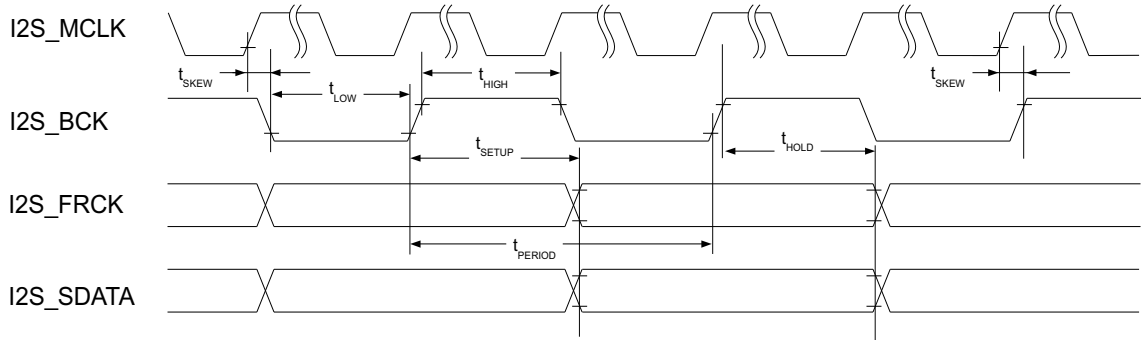 I2S_MCLK
tSKEW
tLOW
tHIGH
tSKEW
I2S_BCK
tSETUP
tHOLD
I2S_FRCK
tPERIOD
I2S_SDATA